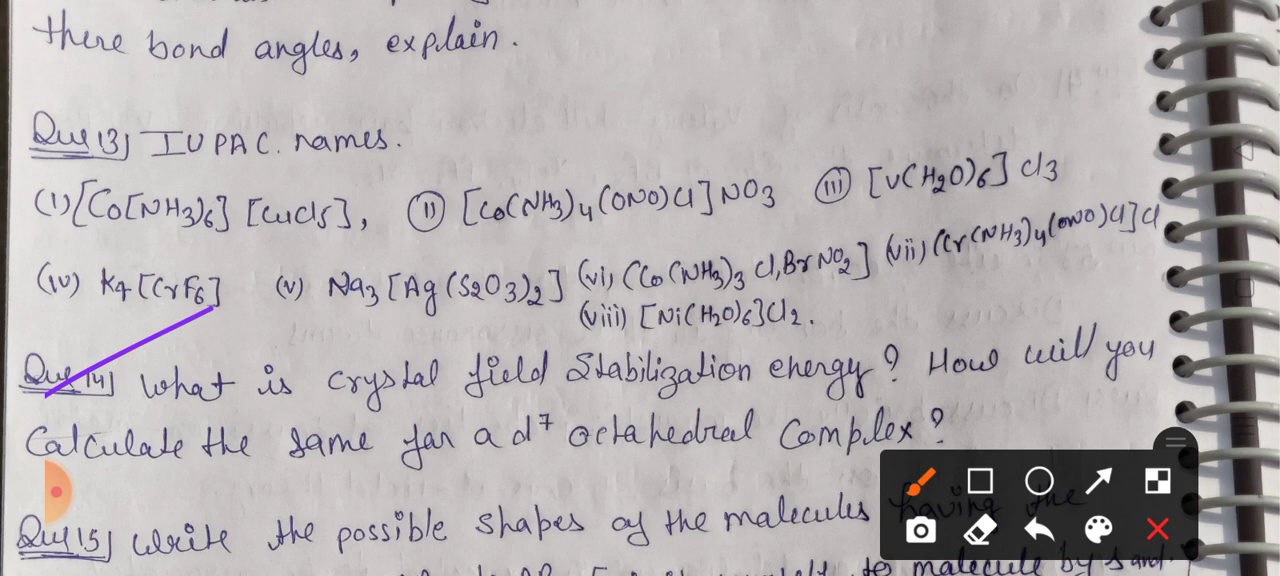 there bond angles, explain.
Que 13] IUPAC. names.
(i) [Co[NH3)6] [CuCl5], (ii) [Co(NH3)4(ONO)Cl]NO3 (iii) [V(H2O)6]Cl3
(iv) K4[CrF6] (v) Na3[Ag(S2O3)2] (vi) (Co(NH3)3 Cl,BrNO2] (vii) (Cr(NH3)4(ONO)Cl]Cl
(viii) [Ni(H2O)6]Cl2.
Que 14] What is crystal field Stabilization energy? How will you
Calculate the same for a d7 octahedral Complex?
Que 15] Write the possible shapes of the molecules having the
to molecule by s and